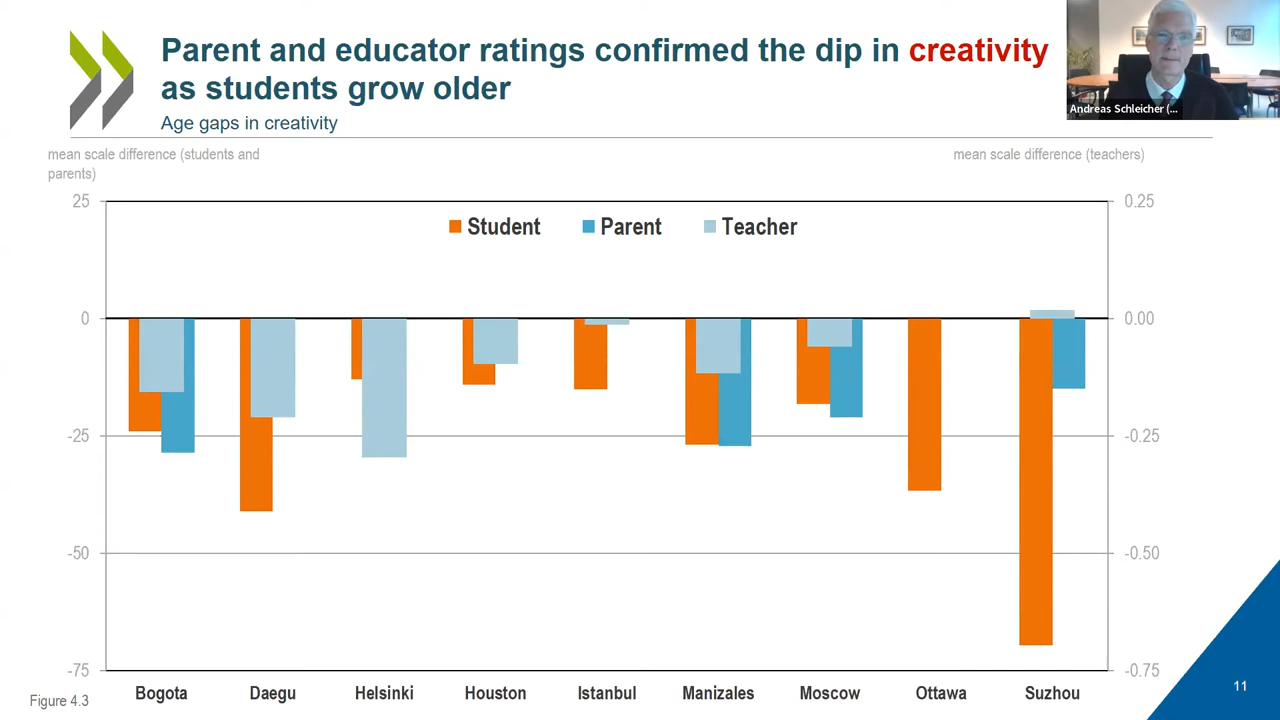 Parent and educator ratings confirmed the dip in creativity
as students grow older
Age gaps in creativity
Andreas Schleicher (...
mean scale difference (students and
parents)
mean scale difference (teachers)
25
0.25
Student
Parent
Teacher
0
0.00
-25
-0.25
-50
-0.50
-75
-0.75
Bogota
Daegu
Helsinki
Houston
Istanbul
Manizales
Moscow
Ottawa
Suzhou
Figure 4.3
11